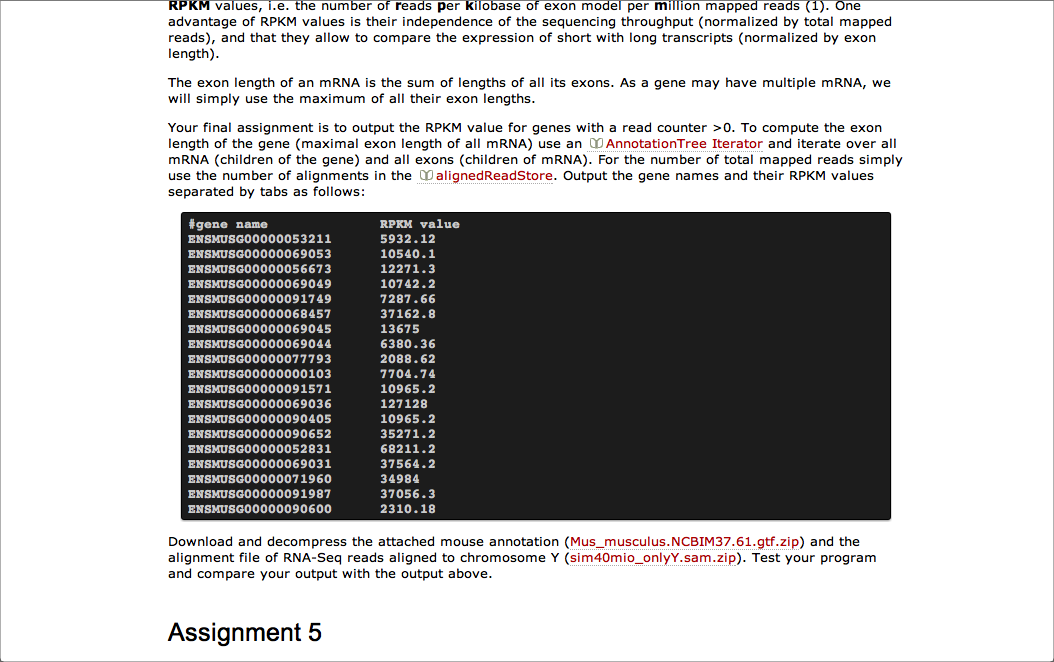 RPKM values, i.e. the number of reads per kilobase of exon model per million mapped reads (1). One
advantage of RPKM values is their independence of the sequencing throughput (normalized by total mapped
reads), and that they allow to compare the expression of short with long transcripts (normalized by exon
length).
The exon length of an mRNA is the sum of lengths of all its exons. As a gene may have multiple mRNA, we
will simply use the maximum of all their exon lengths.
Your final assignment is to output the RPKM value for genes with a read counter >0. To compute the exon
length of the gene (maximal exon length of all mRNA) use an AnnotationTree Iterator and iterate over all
mRNA (children of the gene) and all exons (children of mRNA). For the number of total mapped reads simply
use the number of alignments in the alignedReadStore. Output the gene names and their RPKM values
separated by tabs as follows:
#gene name RPKM value
ENSMUSG00000053211 5932.12
ENSMUSG00000069053 10540.1
ENSMUSG00000056673 12271.3
ENSMUSG00000069049 10742.2
ENSMUSG00000091749 7287.66
ENSMUSG00000068457 37162.8
ENSMUSG00000069045 13675
ENSMUSG00000069044 6380.36
ENSMUSG00000077793 2088.62
ENSMUSG00000000103 7704.74
ENSMUSG00000091571 10965.2
ENSMUSG00000069036 127128
ENSMUSG00000090405 10965.2
ENSMUSG00000090652 35271.2
ENSMUSG00000052831 68211.2
ENSMUSG00000069031 37564.2
ENSMUSG00000071960 34984
ENSMUSG00000091987 37056.3
ENSMUSG00000090600 2310.18
Download and decompress the attached mouse annotation (Mus_musculus.NCBIM37.61.gtf.zip) and the
alignment file of RNA-Seq reads aligned to chromosome Y (sim40mio_onlyY.sam.zip). Test your program
and compare your output with the output above.
Assignment 5